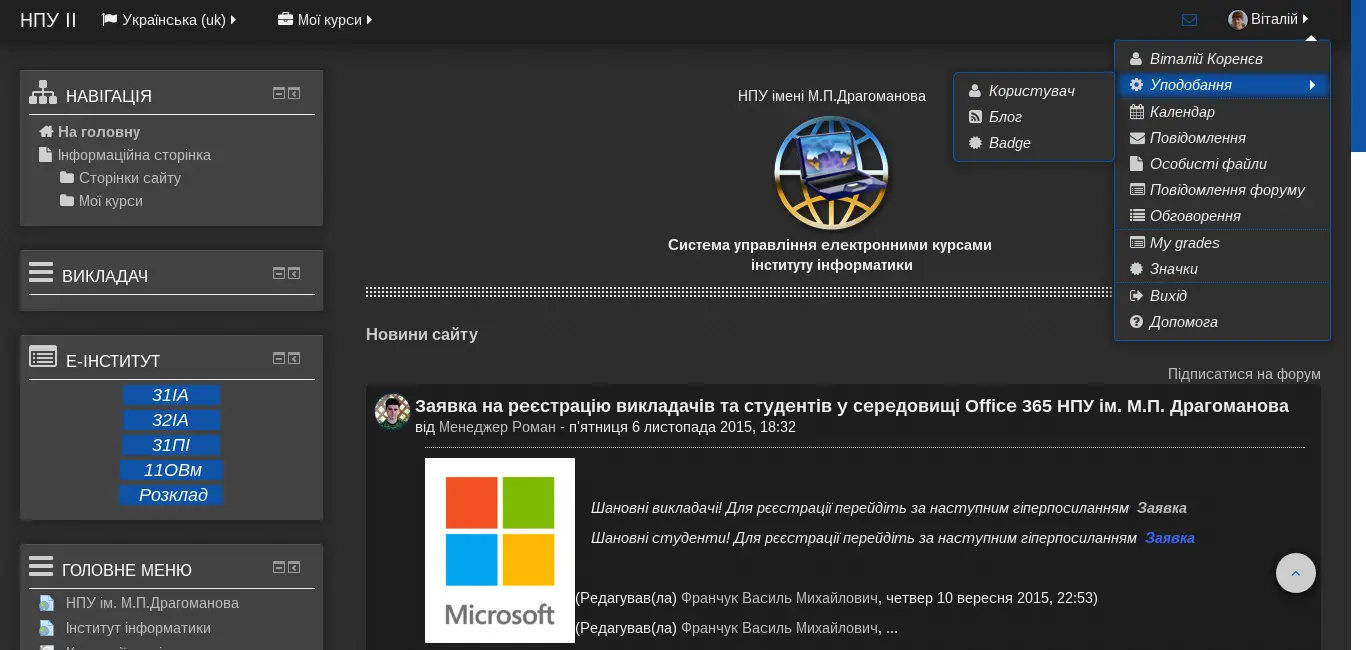 НПУ ІІ
Українська (uk)
Мої курси
Віталій
Віталій Коренєв
Уподобання
Календар
Повідомлення
Особисті файли
Повідомлення форуму
Обговорення
My grades
Значки
Вихід
Допомога
Користувач
Блог
Badge
НАВІГАЦІЯ
На головну
Інформаційна сторінка
Сторінки сайту
Мої курси
ВИКЛАДАЧ
Е-ІНСТИТУТ
31ІА
32ІА
31ПІ
11ОВм
Розклад
ГОЛОВНЕ МЕНЮ
НПУ ім. М.П.Драгоманова
Інститут інформатики
НПУ імені М.П.Драгоманова
Система управління електронними курсами
інституту інформатики
Новини сайту
Підписатися на форум
Заявка на реєстрацію викладачів та студентів у середовищі Office 365 НПУ ім. М.П. Драгоманова
від Менеджер Роман - п'ятниця 6 листопада 2015, 18:32
Microsoft
Шановні викладачі! Для рєєстрації перейдіть за наступним гіперпосиланням Заявка
Шановні студенти! Для рєєстрації перейдіть за наступним гіперпосиланням Заявка
(Редагував(ла) Франчук Василь Михайлович, четвер 10 вересня 2015, 22:53)
(Редагував(ла) Франчук Василь Михайлович, ...